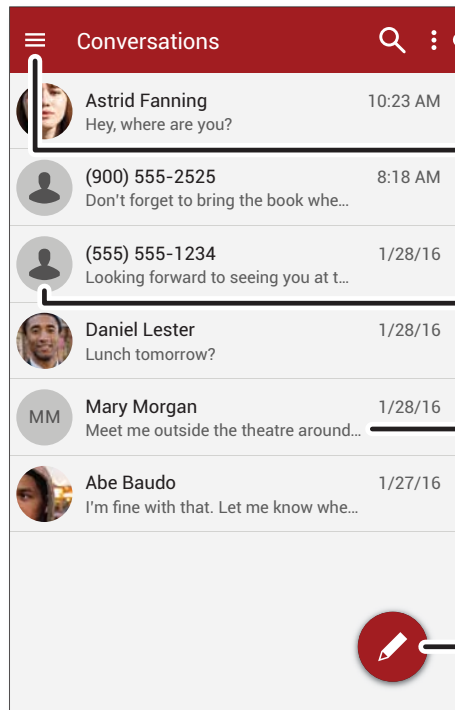 Conversations
Astrid Fanning 10:23 AM
Hey, where are you?
(900) 555-2525 8:18 AM
Don't forget to bring the book whe…
(555) 555-1234 1/28/16
Looking forward to seeing you at t…
Daniel Lester 1/28/16
Lunch tomorrow?
MM Mary Morgan 1/28/16
Meet me outside the theatre around…
Abe Baudo 1/27/16
I'm fine with that. Let me know whe…